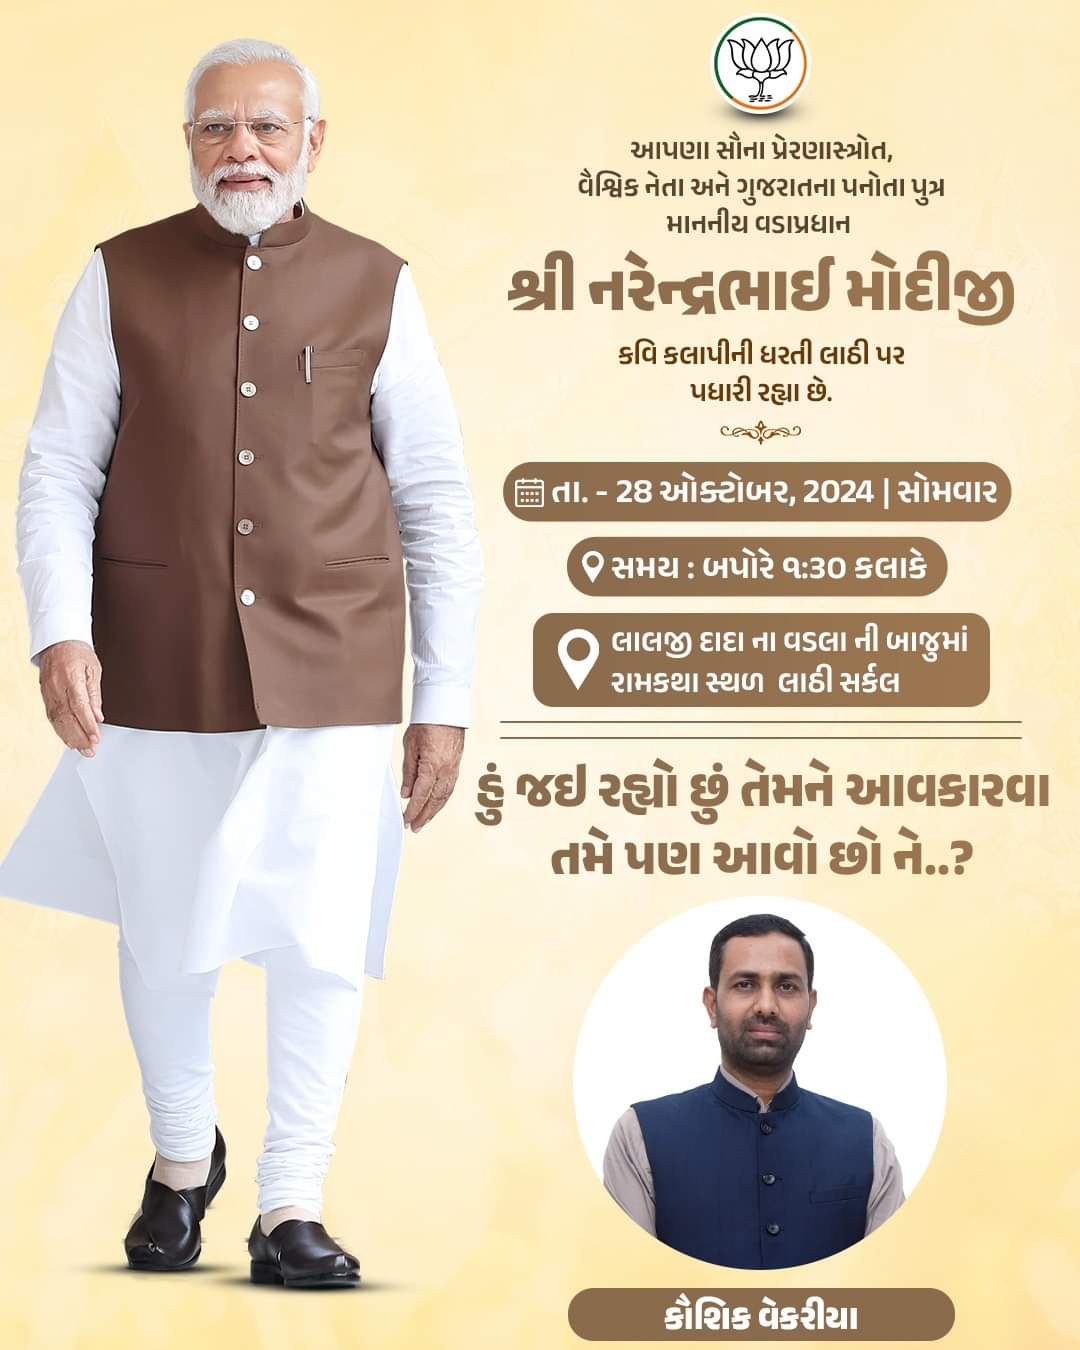 આપણા સૌના પ્રેરણાસ્ત્રોત,
વૈશ્વિક નેતા અને ગુજરાતના પનોતા પુત્ર
માનનીય વડાપ્રધાન
શ્રી નરેન્દ્રભાઈ મોદીજી
કવિ કલાપીની ધરતી લાઠી પર
પધારી રહ્યા છે.
તા. - 28 ઓક્ટોબર, 2024 | સોમવાર
સમય : બપોરે ૧:૩૦ કલાકે
લાલજી દાદા ના વડલા ની બાજુમાં
રામકથા સ્થળ લાઠી સર્કલ
હું જઇ રહ્યો છું તેમને આવકારવા
તમે પણ આવો છો ને..?
કૌશિક વેકરીયા